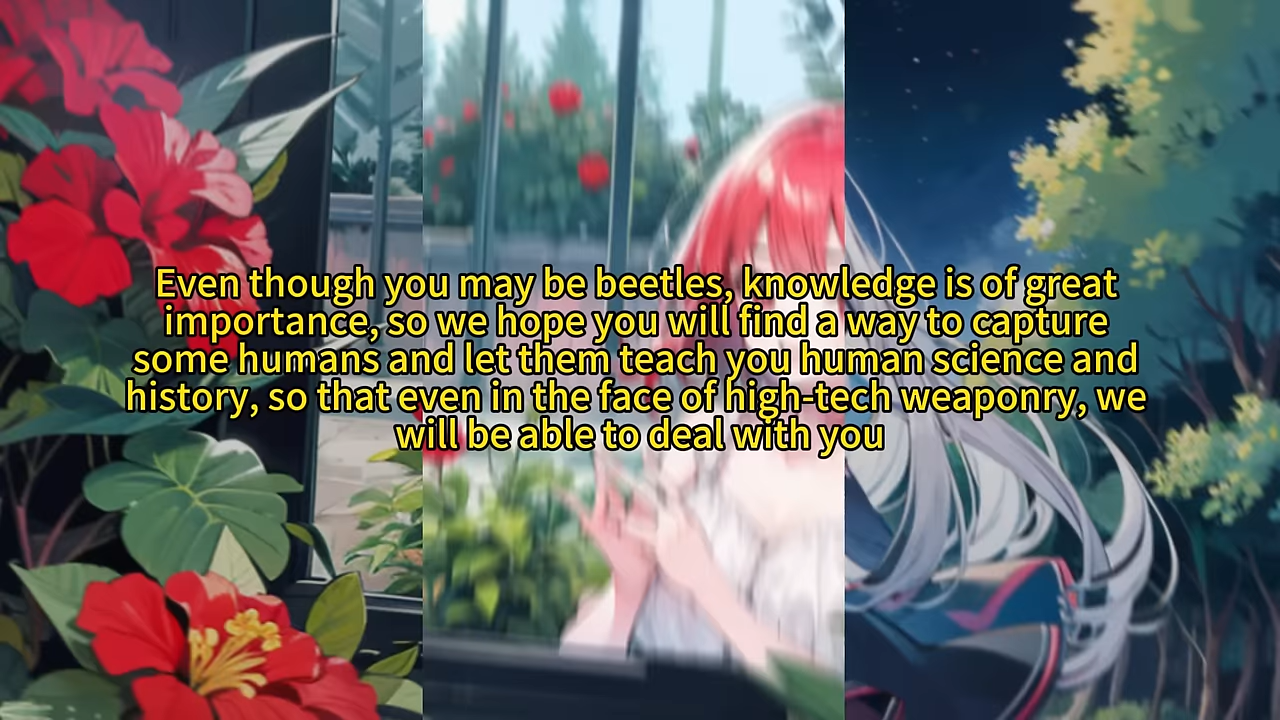 Even though you may be beetles, knowledge is of great
importance, so we hope you will find a way to capture
some humans and let them teach you human science and
history, so that even in the face of high-tech weaponry, we
will be able to deal with you